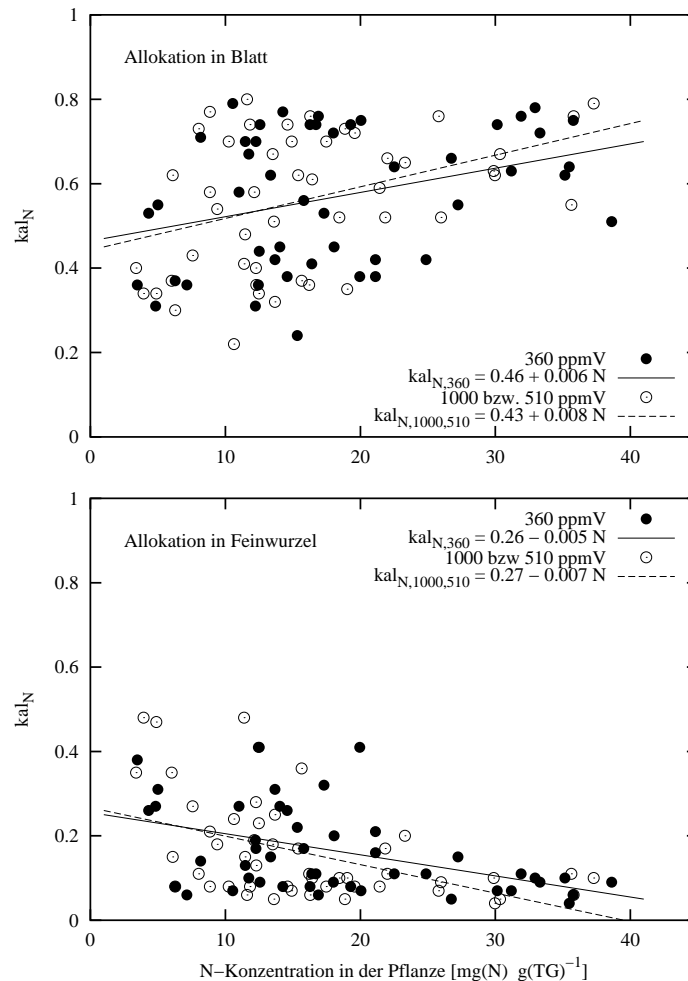 1
Allokation in Blatt
0.8
0.6
kal_N
0.4
0.2
360 ppmV
kal_N,360 = 0.46 + 0.006 N
1000 bzw. 510 ppmV
kal_N,1000,510 = 0.43 + 0.008 N
0
0 10 20 30 40
1
360 ppmV
Allokation in Feinwurzel
kal_N,360 = 0.26 − 0.005 N
1000 bzw 510 ppmV
kal_N,1000,510 = 0.27 − 0.007 N
0.8
0.6
kal_N
0.4
0.2
0
0 10 20 30 40
N−Konzentration in der Pflanze [mg(N) g(TG)^−1]